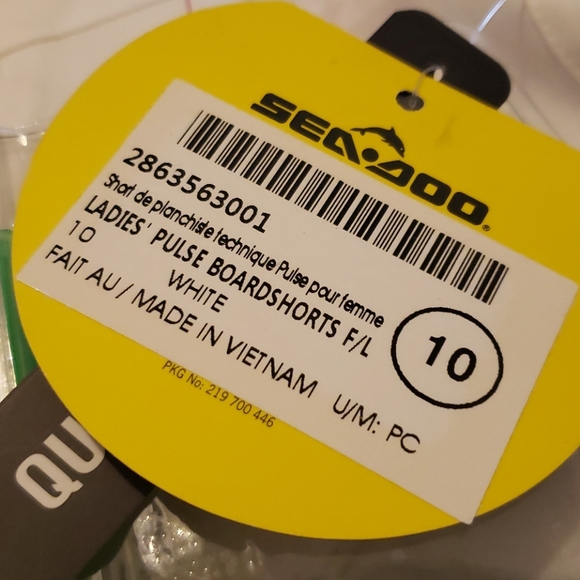 SEA-DOO®
2863563001
Short de planchiste technique Pulse pour femme
LADIES' PULSE BOARDSHORTS F/L
10 WHITE
10
FAIT AU / MADE IN VIETNAM U/M: PC
PKG No: 219 700 446
QU